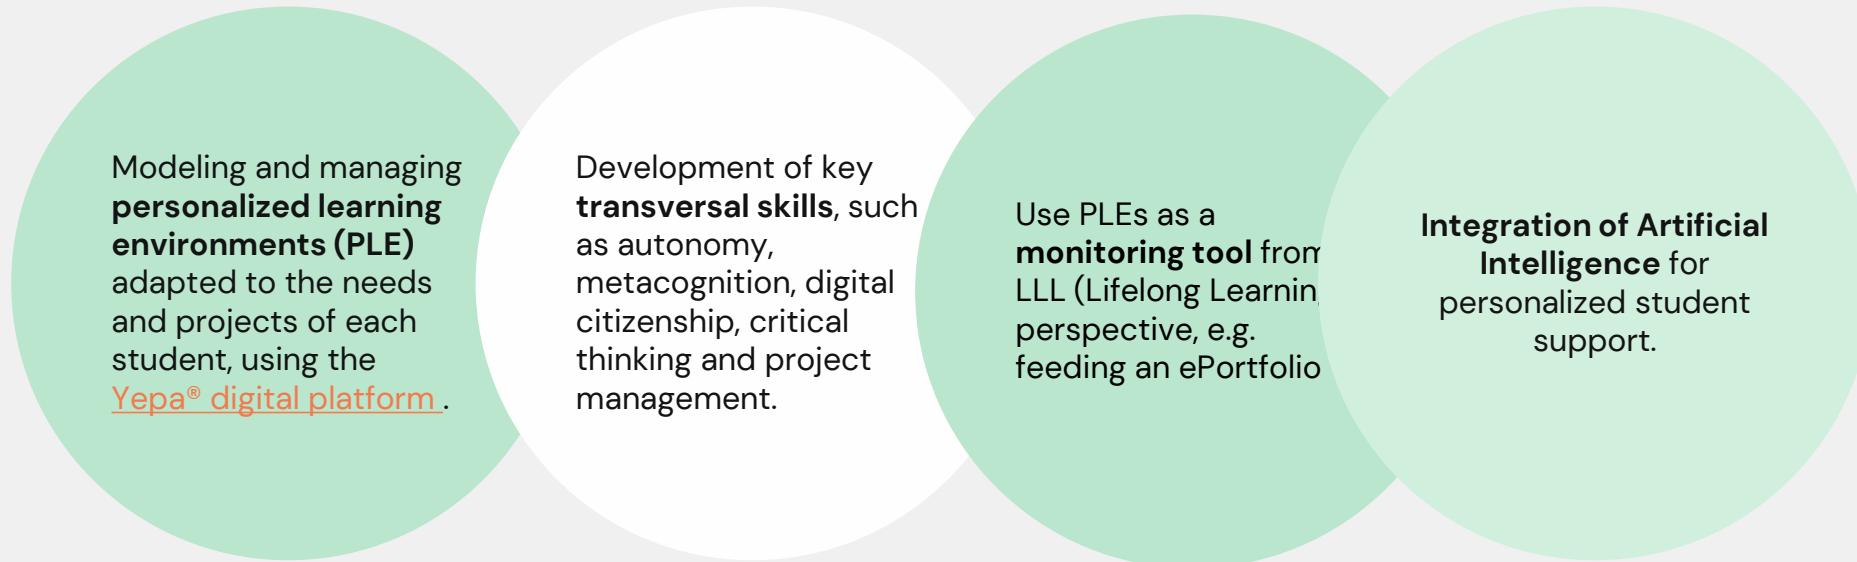 Modeling and managing
personalized learning
environments (PLE)
adapted to the needs
and projects of each
student, using the
Yepa® digital platform .
Development of key
transversal skills, such
as autonomy,
metacognition, digital
citizenship, critical
thinking and project
management.
Use PLEs as a
monitoring tool from
LLL (Lifelong Learning
perspective, e.g.
feeding an ePortfolio
Integration of Artificial
Intelligence for
personalized student
support.